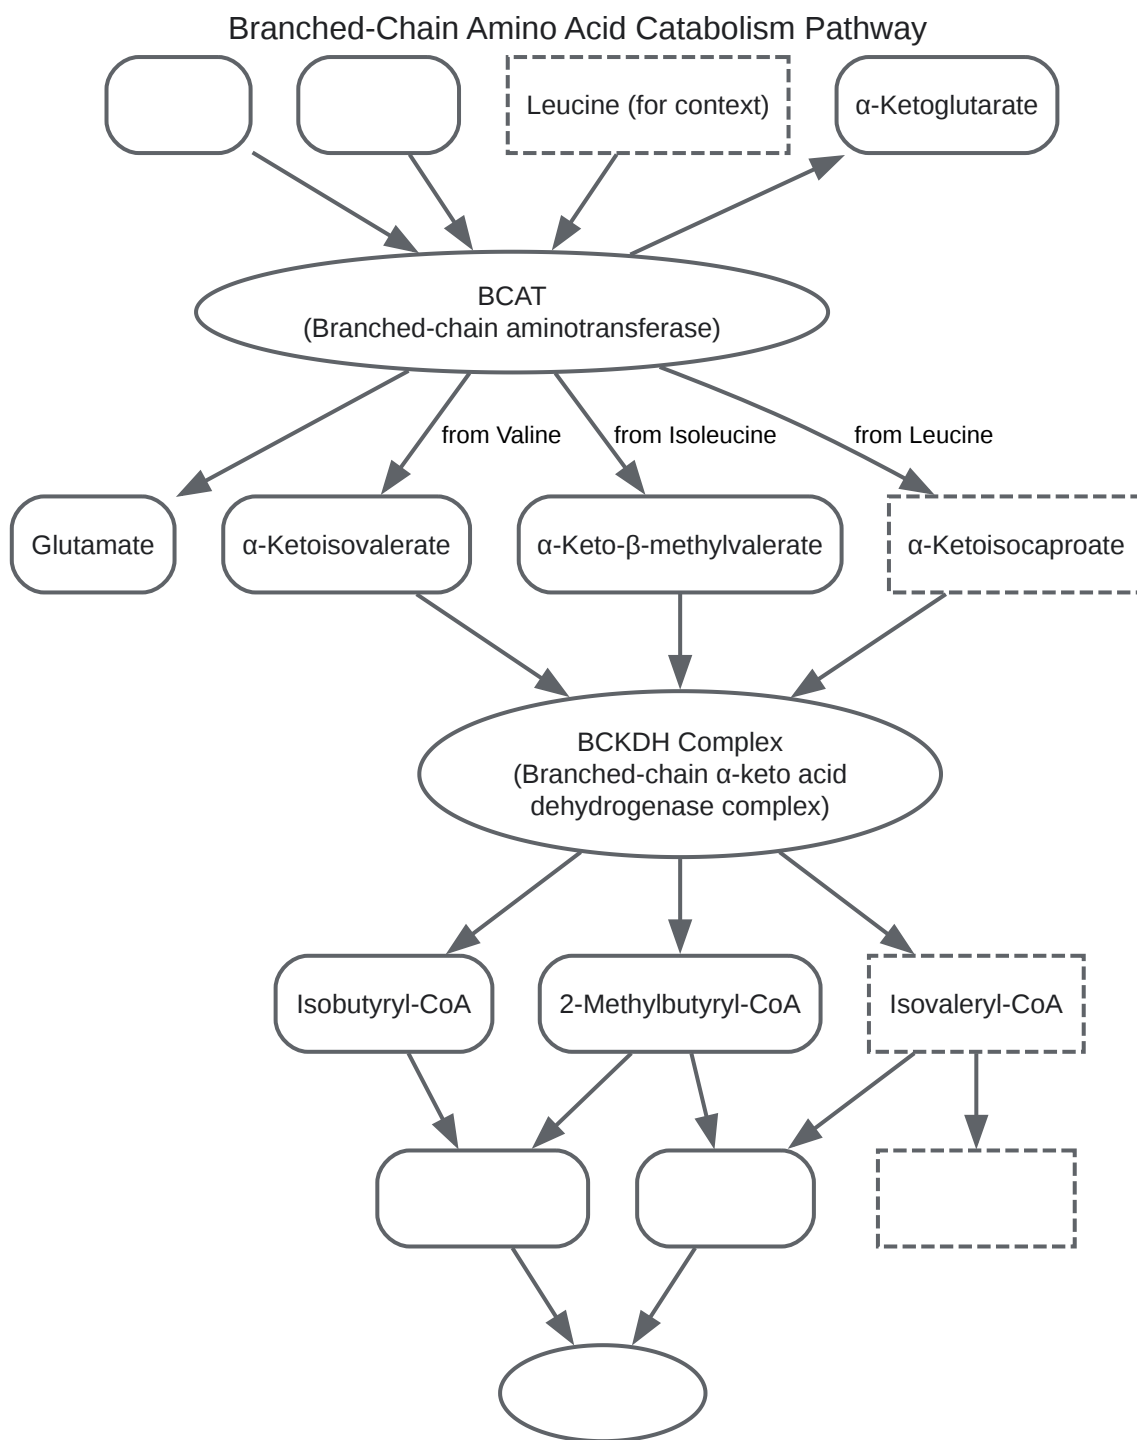 Branched-Chain Amino Acid Catabolism Pathway
Leucine (for context)
α-Ketoglutarate
BCAT
(Branched-chain aminotransferase)
from Valine
from Isoleucine
from Leucine
Glutamate
α-Ketoisovalerate
α-Keto-β-methylvalerate
α-Ketoisocaproate
BCKDH Complex
(Branched-chain α-keto acid
dehydrogenase complex)
Isobutyryl-CoA
2-Methylbutyryl-CoA
Isovaleryl-CoA